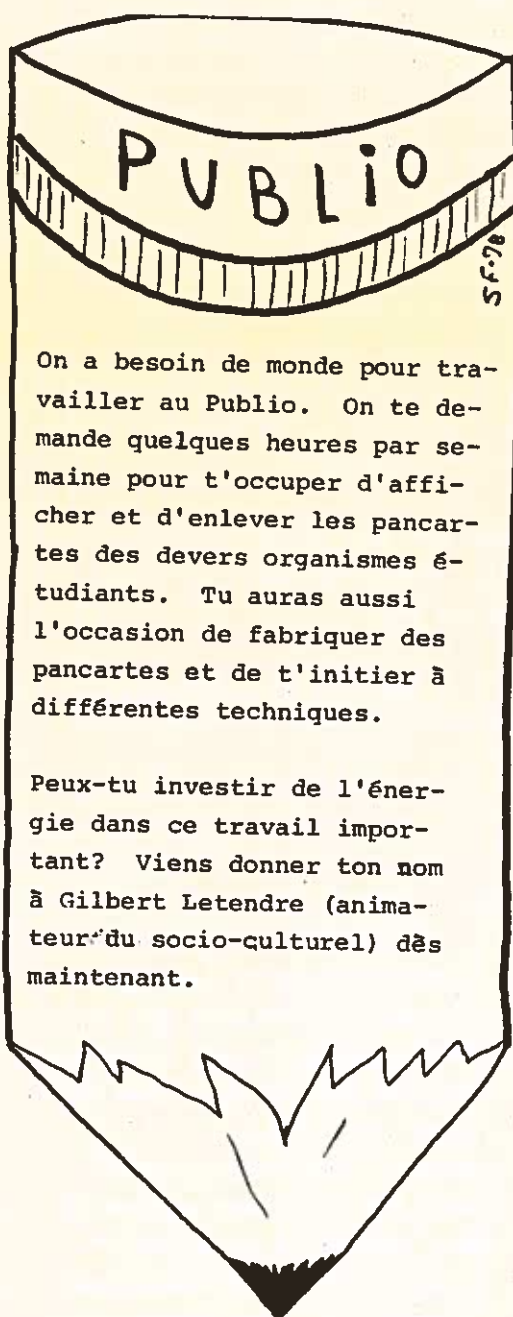 PUBLiO
SF.78
On a besoin de monde pour tra-
vailler au Publio. On te de-
mande quelques heures par se-
maine pour t'occuper d'affi-
cher et d'enlever les pancar-
tes des devers organismes é-
tudiants. Tu auras aussi
l'occasion de fabriquer des
pancartes et de t'initier à
différentes techniques.
Peux-tu investir de l'éner-
gie dans ce travail impor-
tant? Viens donner ton nom
à Gilbert Letendre (anima-
teur du socio-culturel) dès
maintenant.